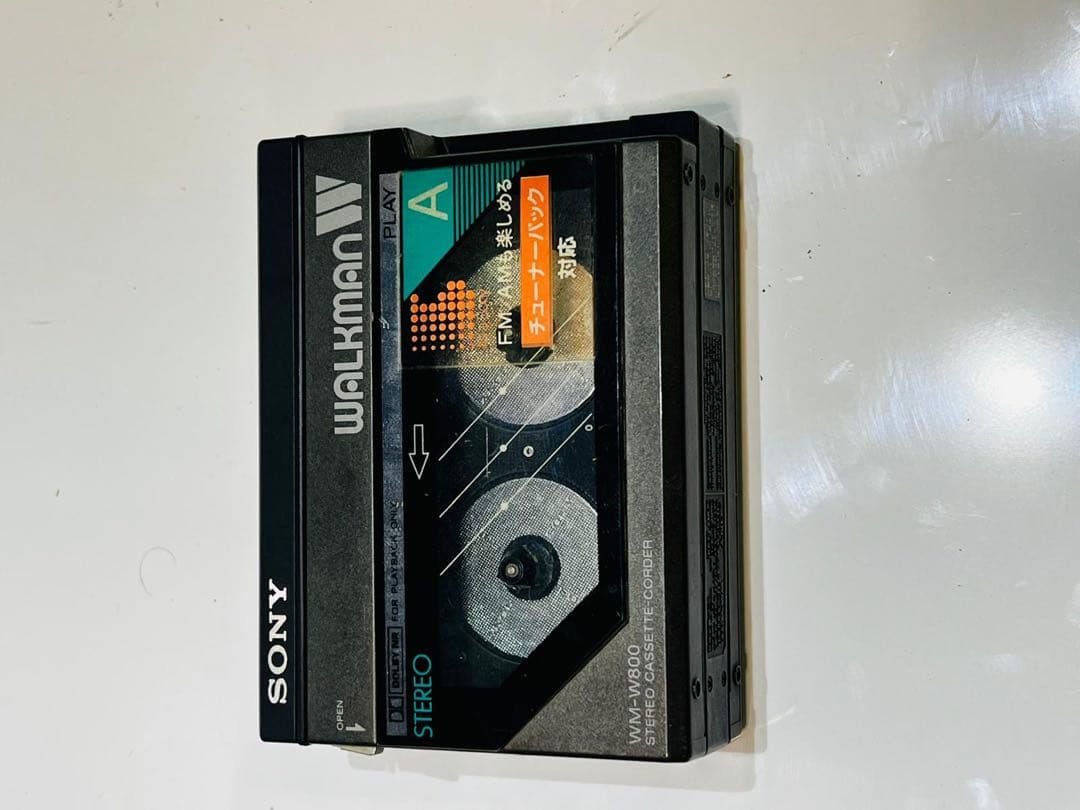 SONY
OPEN
WALKMAN W
DOLBY NR FOR PLAYBACK ONLY
PLAY
STEREO
A
FM・AMも楽しめる
チューナーパック
対応
WM-W800
STEREO CASSETTE-CORDER